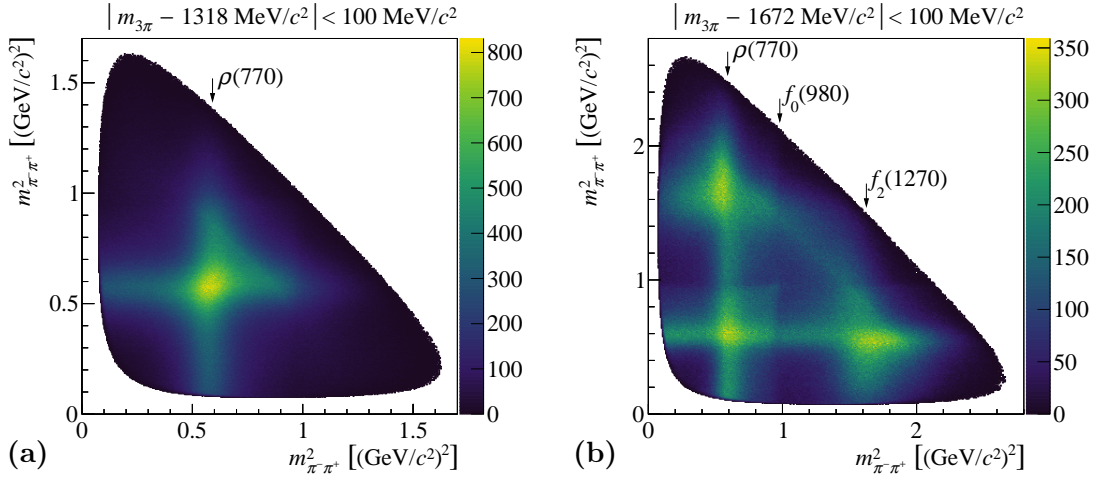 | m₃π − 1318 MeV/c² | < 100 MeV/c²
m²π⁻π⁺ [(GeV/c²)²]
1.5
1
0.5
0
0 0.5 1 1.5
ρ(770)
800
700
600
500
400
300
200
100
0
(a)
m²π⁻π⁺ [(GeV/c²)²]
| m₃π − 1672 MeV/c² | < 100 MeV/c²
m²π⁻π⁺ [(GeV/c²)²]
2
1
0
0 1 2
ρ(770)
f₀(980)
f₂(1270)
350
300
250
200
150
100
50
0
(b)
m²π⁻π⁺ [(GeV/c²)²]